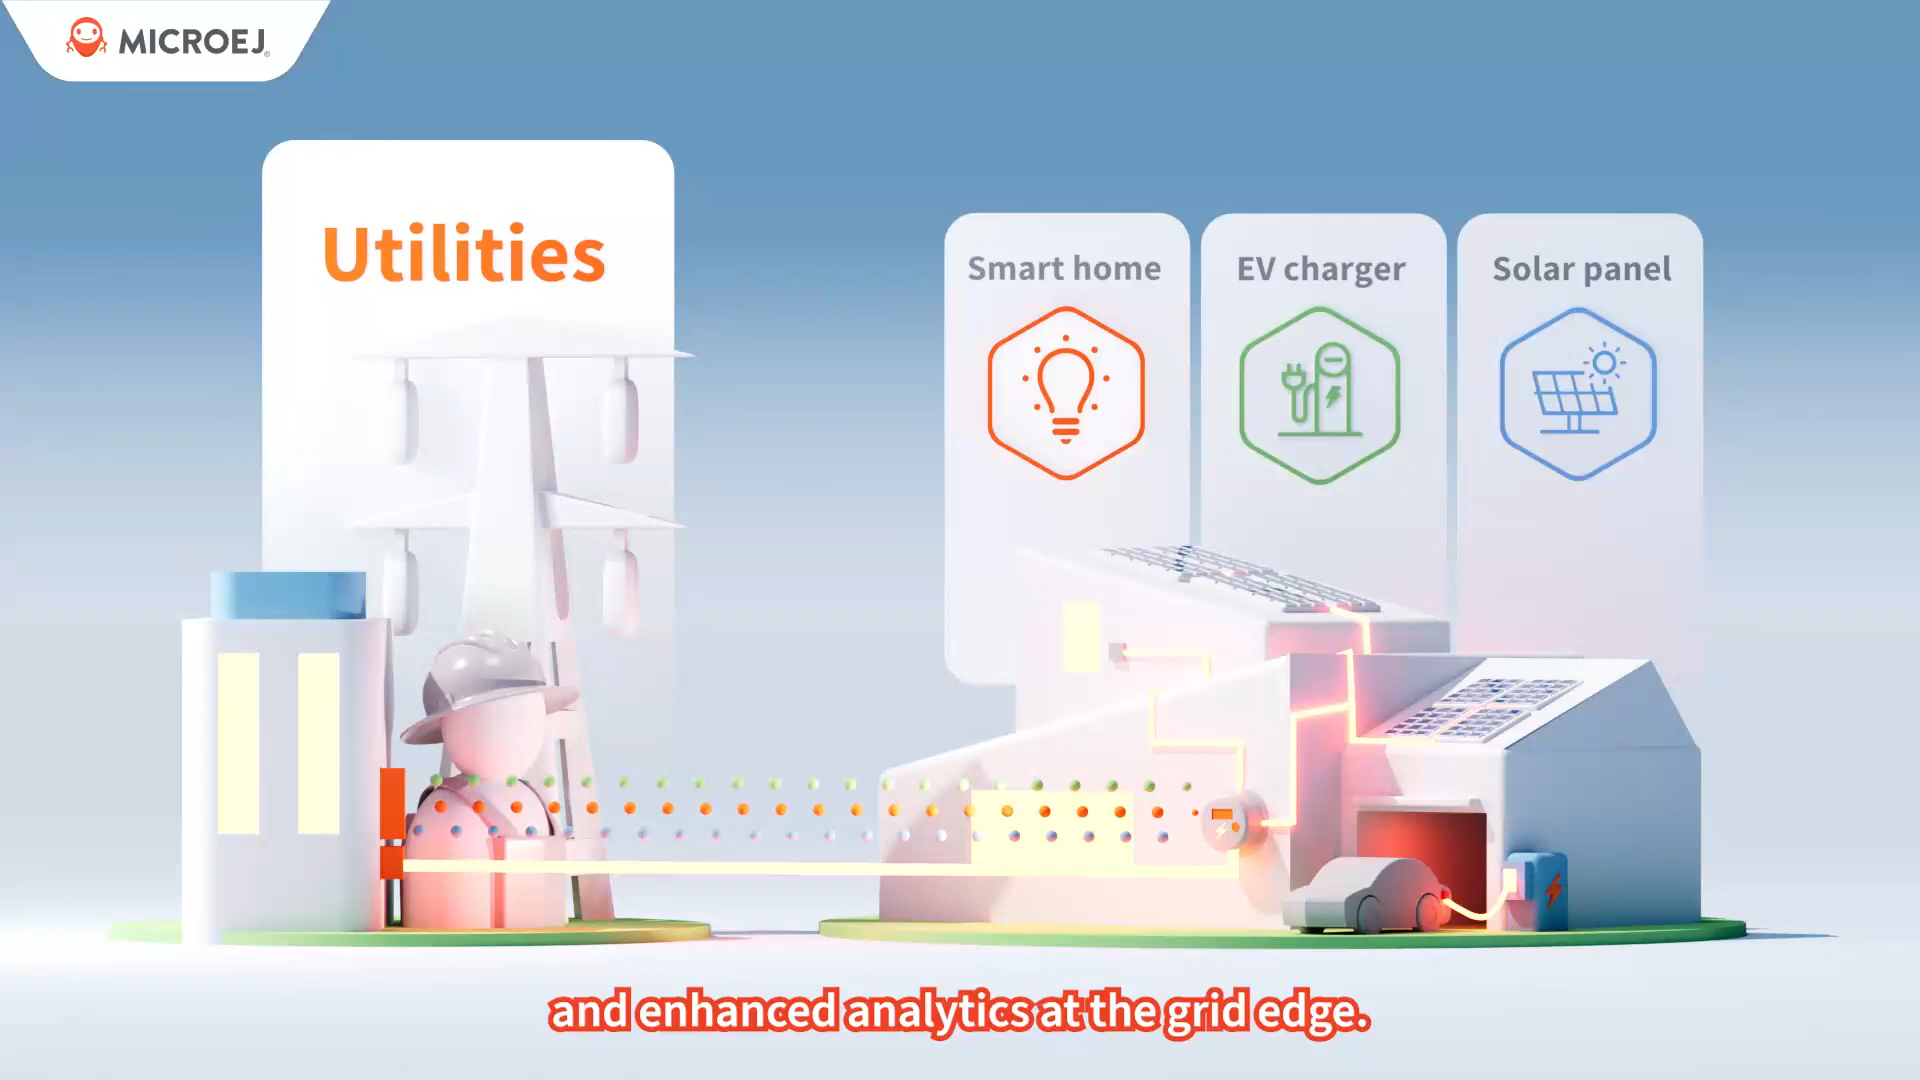 MICROEJ®
Utilities
Smart home
EV charger
Solar panel
and enhanced analytics at the grid edge.